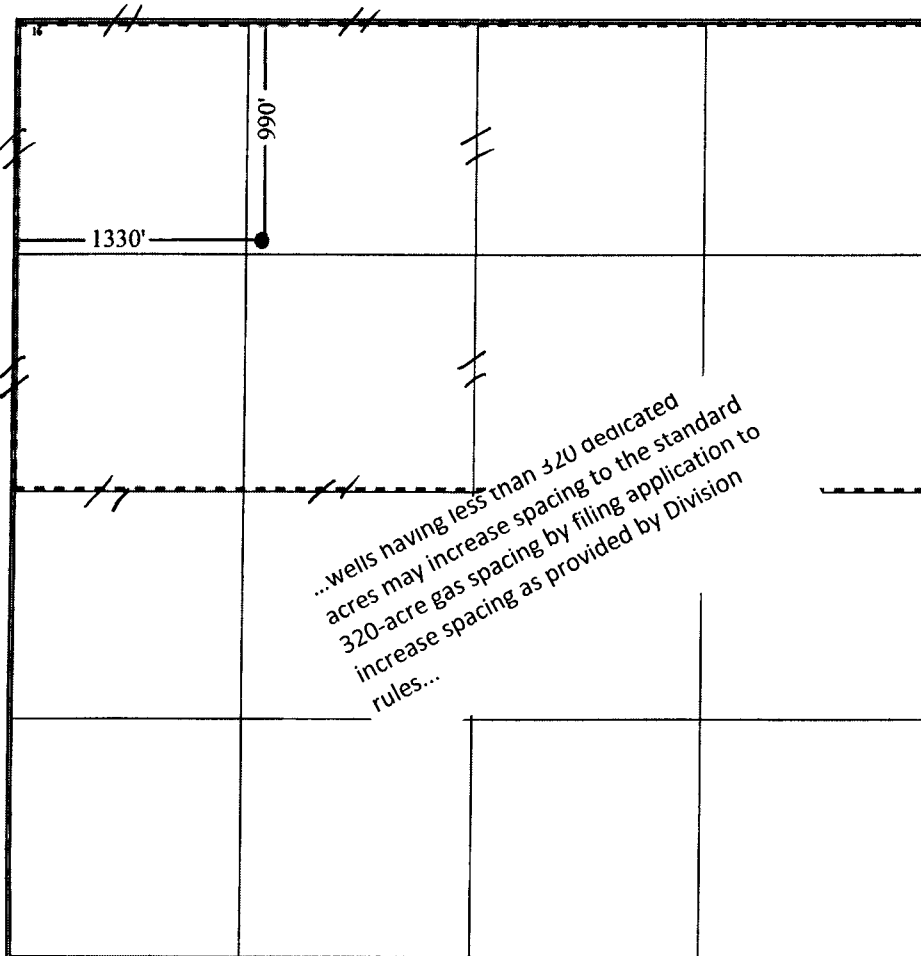 16
990'
1330'
...wells having less than 320 dedicated
acres may increase spacing to the standard
320-acre gas spacing by filing application to
increase spacing as provided by Division
rules...